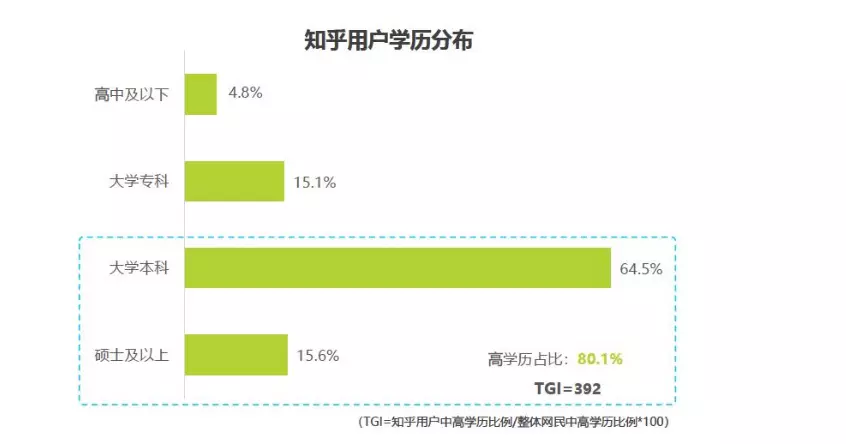 知乎用户学历分布
高中及以下 4.8%
大学专科 15.1%
大学本科 64.5%
硕士及以上 15.6%
高学历占比：80.1%
TGI=392
（TGI=知乎用户中高学历比例/整体网民中高学历比例*100）